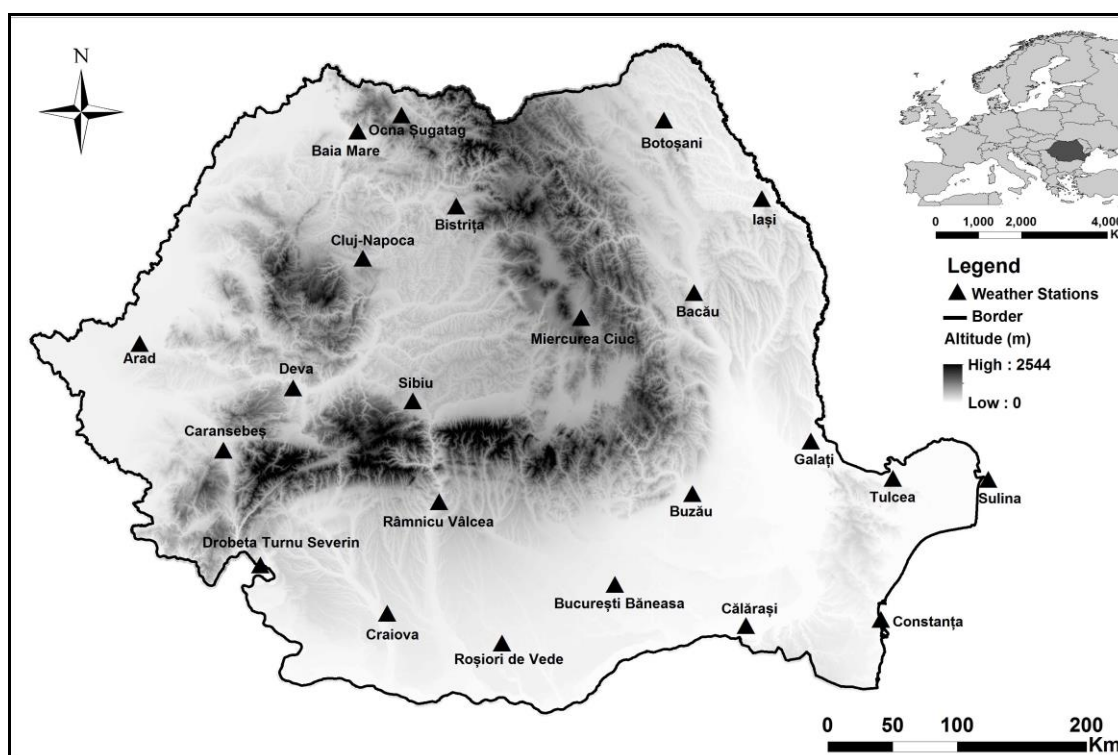 N
Ocna Șugatag
Baia Mare
Botoșani
Iași
Bistrița
Cluj-Napoca
Bacău
Miercurea Ciuc
Arad
Deva
Sibiu
Caransebeș
Galați
Tulcea
Sulina
Buzău
Râmnicu Vâlcea
Drobeta Turnu Severin
București Băneasa
Călărași
Constanța
Craiova
Roșiori de Vede
0 1,000 2,000 4,000
K
Legend
Weather Stations
Border
Altitude (m)
High : 2544
Low : 0
0 50 100 200
Km